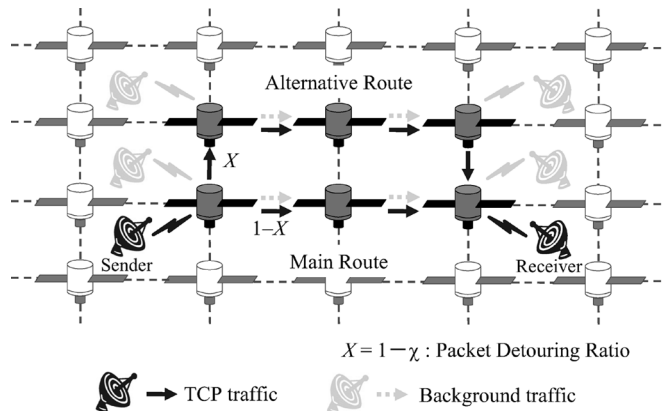 Alternative Route
X
1−X
Sender
Main Route
Receiver
X = 1−χ : Packet Detouring Ratio
TCP traffic
Background traffic